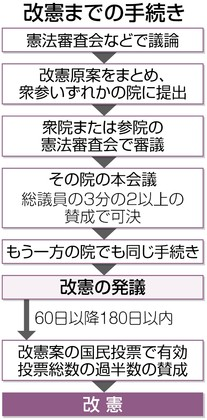 改憲までの手続き
憲法審査会などで議論
改憲原案をまとめ、
衆参いずれかの院に提出
衆院または参院の
憲法審査会で審議
その院の本会議
総議員の3分の2以上の
賛成で可決
もう一方の院でも同じ手続き
改憲の発議
60日以降180日以内
改憲案の国民投票で有効
投票総数の過半数の賛成
改憲